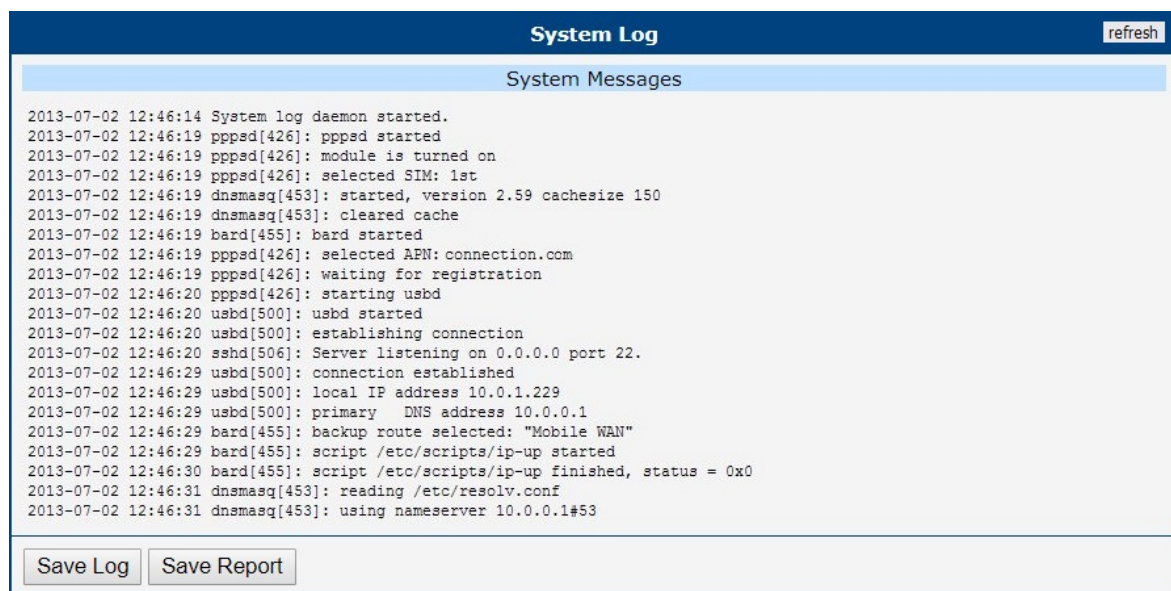 System Log
refresh
System Messages
2013-07-02 12:46:14 System log daemon started.
2013-07-02 12:46:19 pppsd[426]: pppsd started
2013-07-02 12:46:19 pppsd[426]: module is turned on
2013-07-02 12:46:19 pppsd[426]: selected SIM: 1st
2013-07-02 12:46:19 dnsmasq[453]: started, version 2.59 cachesize 150
2013-07-02 12:46:19 dnsmasq[453]: cleared cache
2013-07-02 12:46:19 bard[455]: bard started
2013-07-02 12:46:19 pppsd[426]: selected APN: connection.com
2013-07-02 12:46:19 pppsd[426]: waiting for registration
2013-07-02 12:46:20 pppsd[426]: starting usbd
2013-07-02 12:46:20 usbd[500]: usbd started
2013-07-02 12:46:20 usbd[500]: establishing connection
2013-07-02 12:46:20 sshd[506]: Server listening on 0.0.0.0 port 22.
2013-07-02 12:46:29 usbd[500]: connection established
2013-07-02 12:46:29 usbd[500]: local IP address 10.0.1.229
2013-07-02 12:46:29 usbd[500]: primary   DNS address 10.0.0.1
2013-07-02 12:46:29 bard[455]: backup route selected: "Mobile WAN"
2013-07-02 12:46:29 bard[455]: script /etc/scripts/ip-up started
2013-07-02 12:46:30 bard[455]: script /etc/scripts/ip-up finished, status = 0x0
2013-07-02 12:46:31 dnsmasq[453]: reading /etc/resolv.conf
2013-07-02 12:46:31 dnsmasq[453]: using nameserver 10.0.0.1#53
Save Log
Save Report